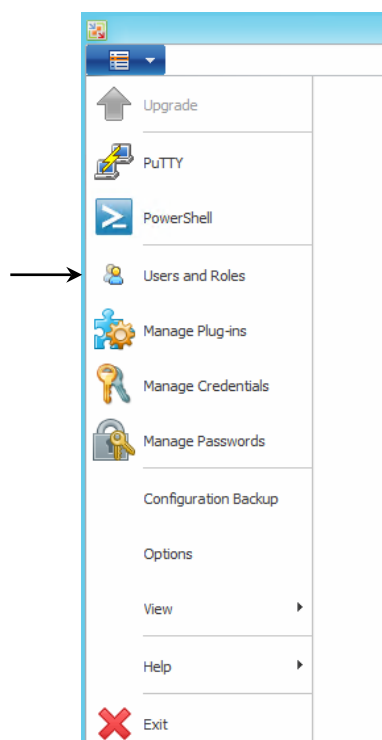 Upgrade
PuTTY
PowerShell
Users and Roles
Manage Plug-ins
Manage Credentials
Manage Passwords
Configuration Backup
Options
View
Help
Exit